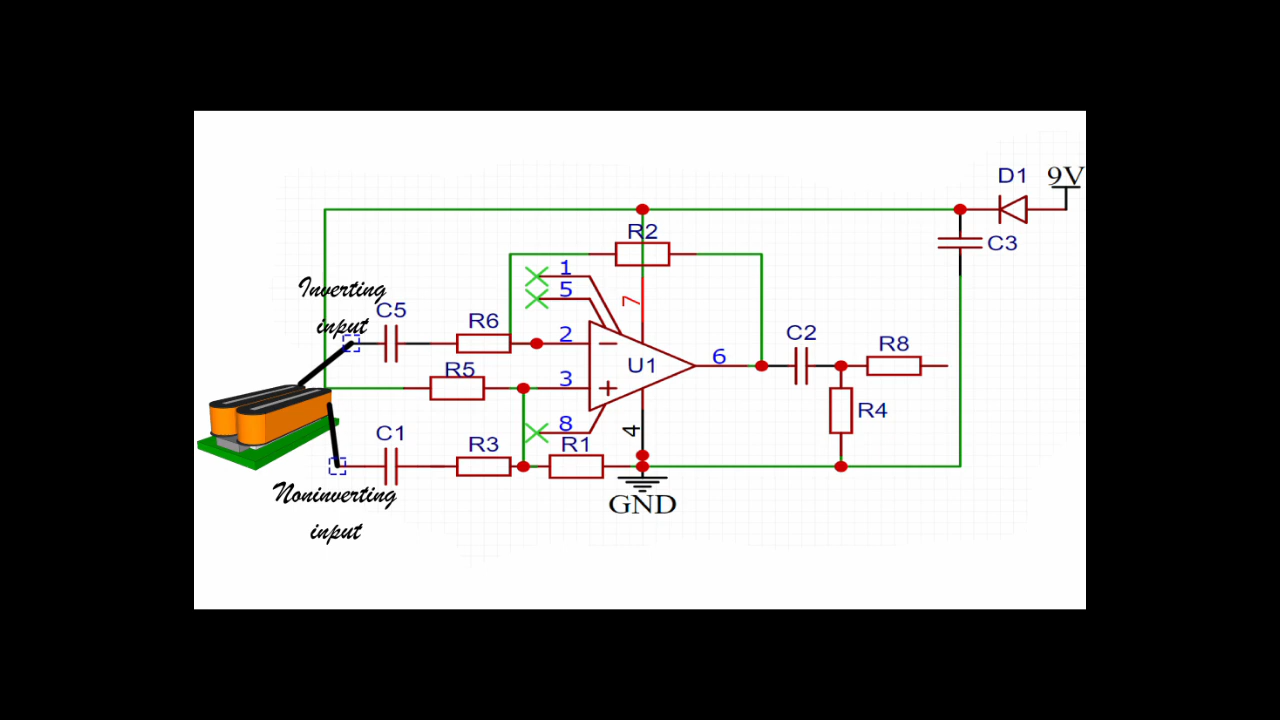 D1 9V
R2
C3
1
5
7
Inverting
input
C5
R6
2
C2
R8
6
U1
R5
3
R4
8
4
C1
R3
R1
GND
Noninverting
input